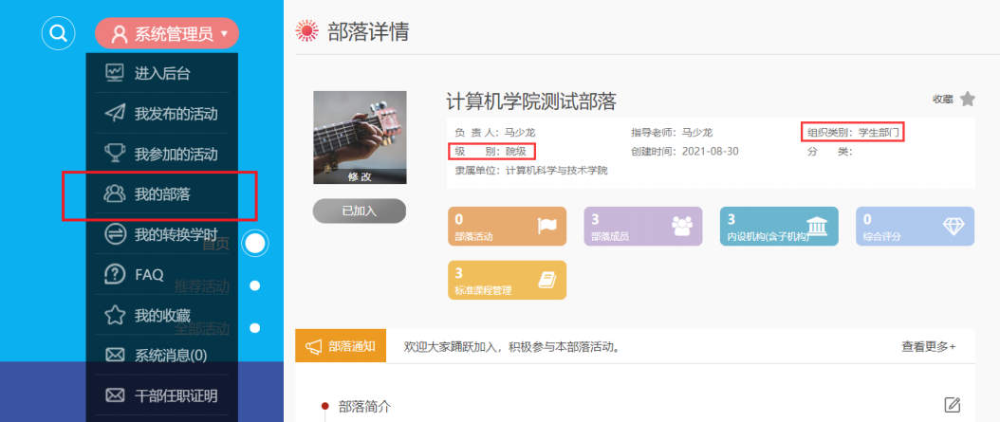 系统管理员
进入后台
我发布的活动
我参加的活动
我的部落
我的转换学时
首页
FAQ
推荐活动
我的收藏
全部活动
系统消息(0)
干部任职证明
部落详情
修改
已加入
计算机学院测试部落
收藏
负 责 人：马少龙
指导老师：马少龙
组织类别：学生部门
级 别：院级
创建时间：2021-08-30
分 类：
隶属单位：计算机科学与技术学院
0
部落活动
3
部落成员
3
内设机构(含子机构)
0
综合评分
3
标准课程管理
部落通知
欢迎大家踊跃加入，积极参与本部落活动。
查看更多+
部落简介